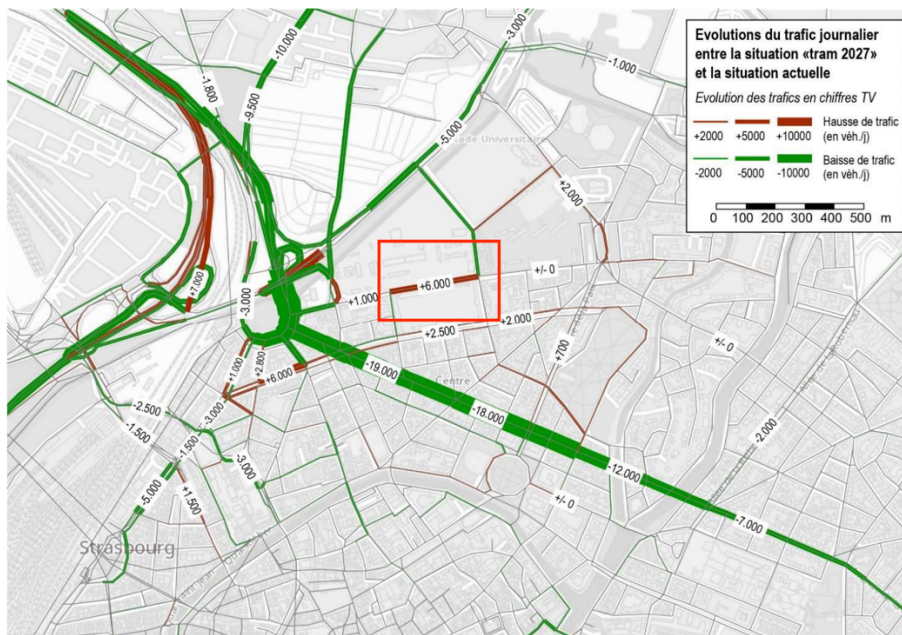 Evolutions du trafic journalier
entre la situation «tram 2027»
et la situation actuelle
Evolution des trafics en chiffres TV
Hausse de trafic
(en véh./j)
+2000 +5000 +10000
Baisse de trafic
(en véh./j)
-2000 -5000 -10000
0 100 200 300 400 500 m
-3.000
-10.000
-1.000
-1.800
-9.500
-5.000
+2.000
+/- 0
+7.000
-3.000
+1.000
+6.000
+2.500
+2.000
+700
+/- 0
+1.000
+2.800
+6.000
-19.000
Centre
-18.000
-2.500
-3.000
-1.500
-1.500
-3.000
-5.000
+1.500
-12.000
-2.000
+/- 0
-7.000
Strasbourg